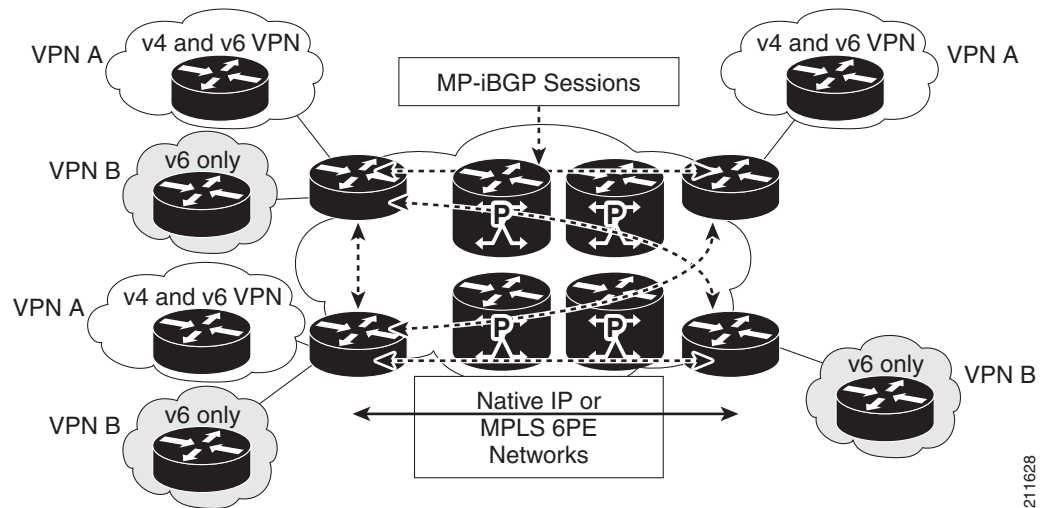 VPN A
v4 and v6 VPN
MP-iBGP Sessions
v4 and v6 VPN
VPN A
VPN B
v6 only
P
P
VPN A
v4 and v6 VPN
P
P
VPN B
v6 only
Native IP or
MPLS 6PE
Networks
v6 only
VPN B
211628